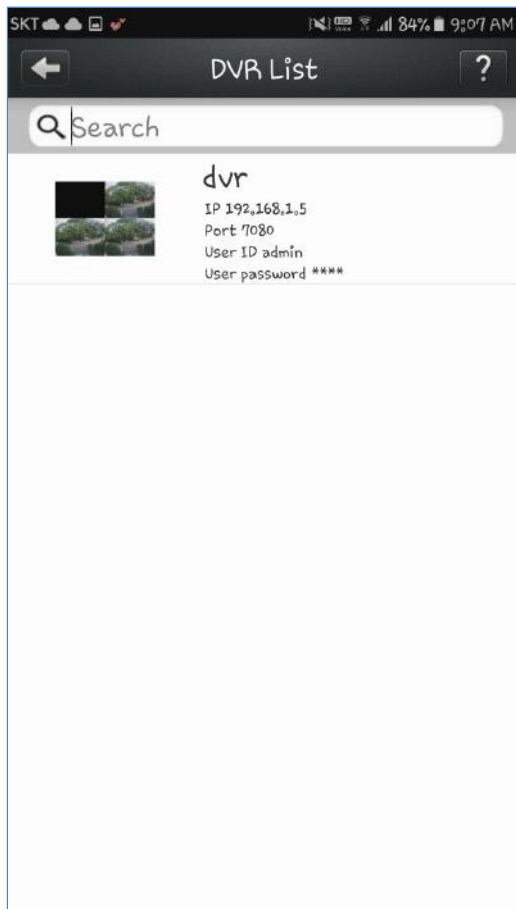 SKT 84% 9:07 AM
DVR List ?
Search
dvr
IP 192.168.1.5
Port 7080
User ID admin
User password ****